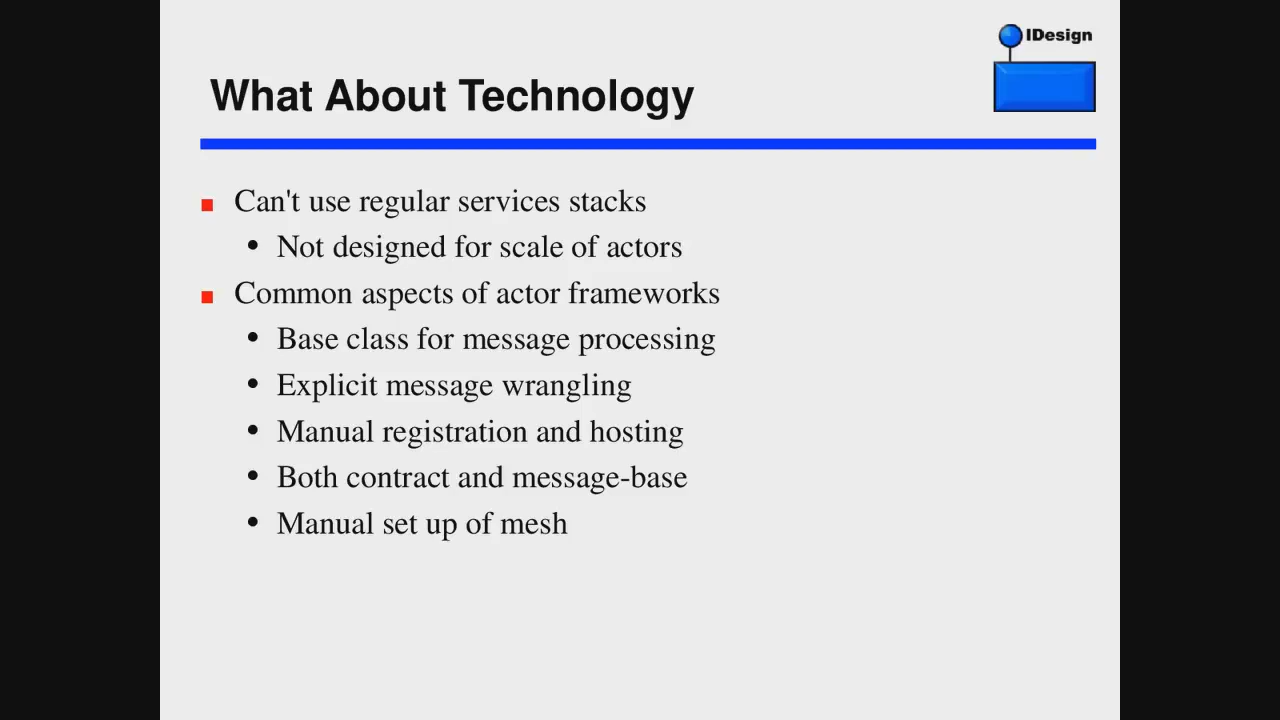 IDesign
What About Technology
Can't use regular services stacks
Not designed for scale of actors
Common aspects of actor frameworks
Base class for message processing
Explicit message wrangling
Manual registration and hosting
Both contract and message-base
Manual set up of mesh